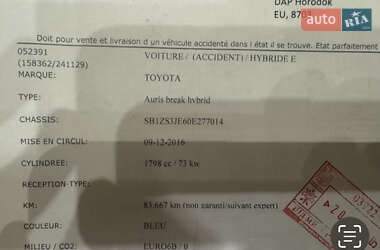 DAP Horodok
EU, 870
AUTO RIA
Doit pour vente et livraison d un véhicule accidenté dans l état il se trouve. Etat parfaitement
052391 VOITURE / (ACCIDENT) / HYBRIDE E
(158362/241129)
MARQUE: TOYOTA
TYPE: Auris break hybrid
CHASSIS: SB1ZS3JE60E277014
MISE EN CIRCUL: 09-12-2016
CYLINDREE: 1798 cc / 73 kw
RECEPTION-TYPE:
KM: 83.667 km (non garanti/suivant expert)
COULEUR: BLEU
MILIEU / CO2: EURO6B / 0